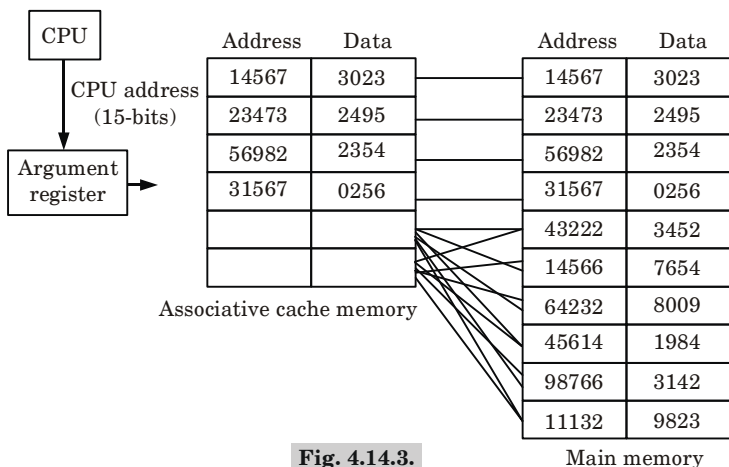 CPU
CPU address
(15-bits)
Argument
register
Address Data
14567 3023
23473 2495
56982 2354
31567 0256
Associative cache memory
Address Data
14567 3023
23473 2495
56982 2354
31567 0256
43222 3452
14566 7654
64232 8009
45614 1984
98766 3142
11132 9823
Main memory
Fig. 4.14.3.